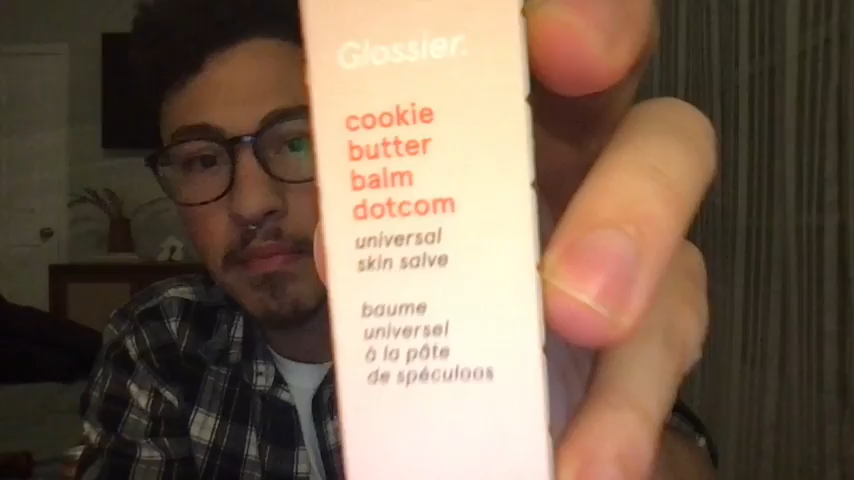 Glossier.
cookie
butter
balm
dotcom
universal
skin salve
baume
universel
à la pâte
de spéculoos